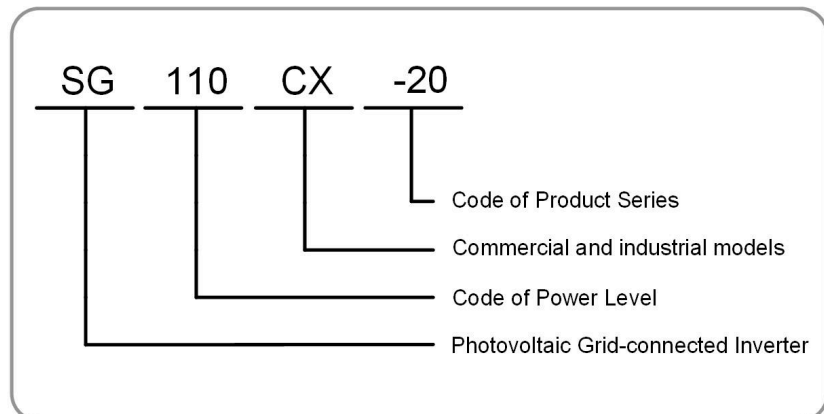 SG 110 CX -20
Code of Product Series
Commercial and industrial models
Code of Power Level
Photovoltaic Grid-connected Inverter